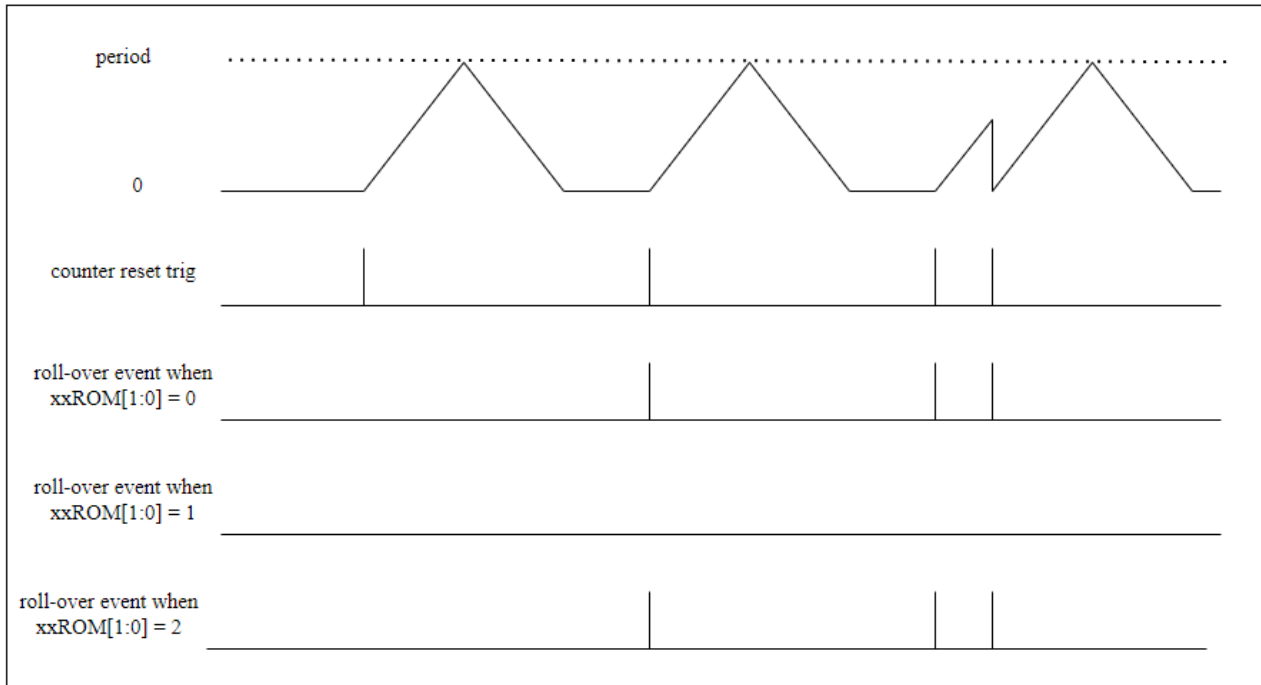 period
0
counter reset trig
roll-over event when
xxROM[1:0] = 0
roll-over event when
xxROM[1:0] = 1
roll-over event when
xxROM[1:0] = 2